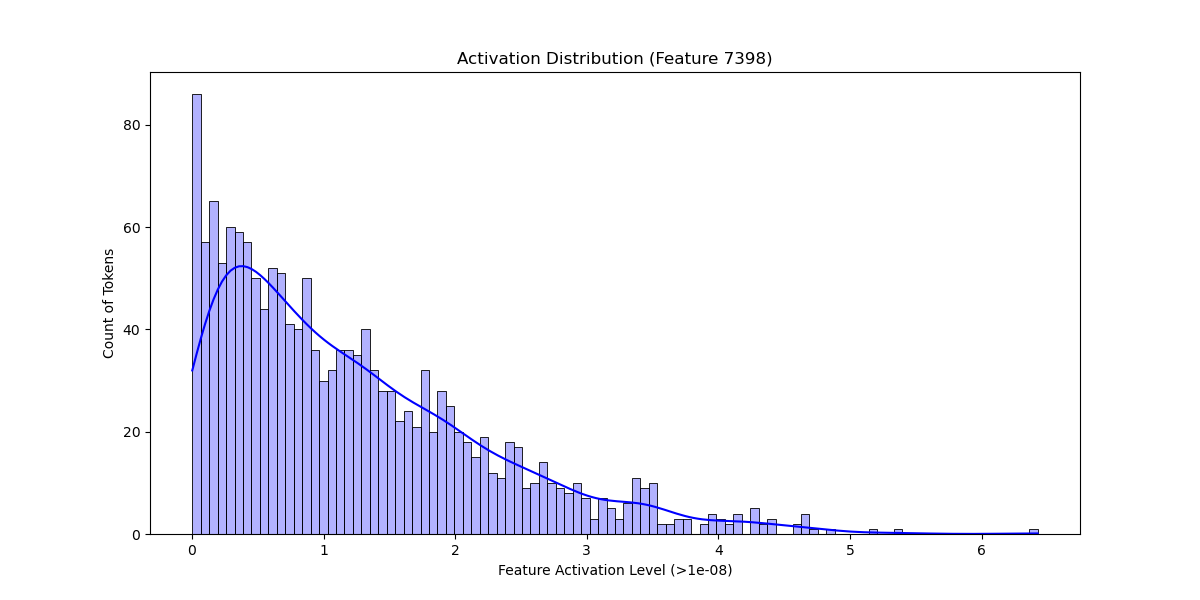 Activation Distribution (Feature 7398)
Count of Tokens
80
60
40
20
0
0 1 2 3 4 5 6
Feature Activation Level (>1e-08)